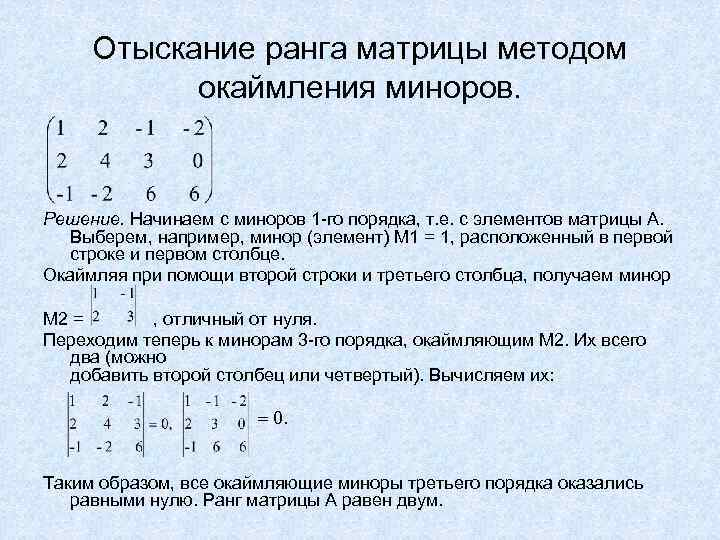 Отыскание ранга матрицы методом
окаймления миноров.
1 2 -1 -2
2 4 3 0
-1 -2 6 6
Решение. Начинаем с миноров 1-го порядка, т.е. с элементов матрицы А.
Выберем, например, минор (элемент) М1 = 1, расположенный в первой
строке и первом столбце.
Окаймляя при помощи второй строки и третьего столбца, получаем минор
1 -1
М2 = 2 3 , отличный от нуля.
Переходим теперь к минорам 3-го порядка, окаймляющим М2. Их всего
два (можно
добавить второй столбец или четвертый). Вычисляем их:
1 2 -1 1 -1 -2
2 4 3 = 0, 2 3 0 = 0.
-1 -2 6 -1 6 6
Таким образом, все окаймляющие миноры третьего порядка оказались
равными нулю. Ранг матрицы А равен двум.